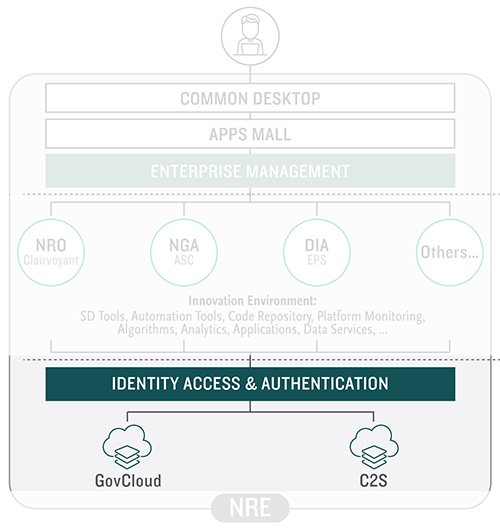 COMMON DESKTOP
APPS MALL
ENTERPRISE MANAGEMENT
NRO
Clairvoyant
NGA
ASC
DIA
EPS
Others...
Innovation Environment:
SD Tools, Automation Tools, Code Repository, Platform Monitoring,
Algorithms, Analytics, Applications, Data Services, ...
IDENTITY ACCESS & AUTHENTICATION
GovCloud
C2S
NRE